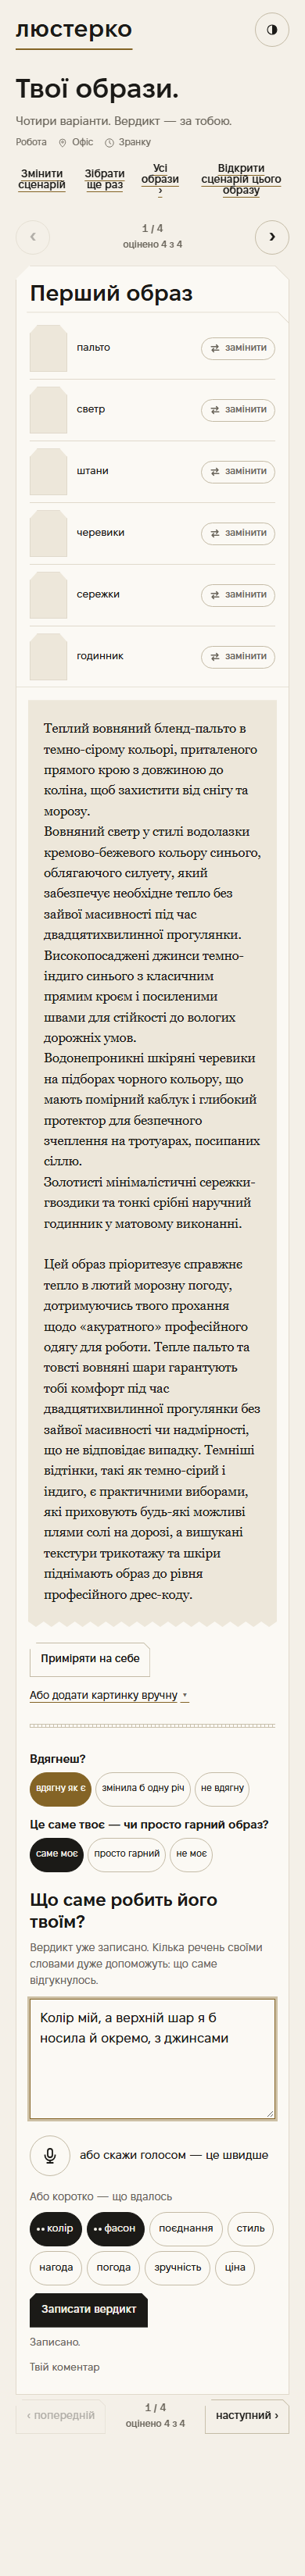 люстерко
Твої образи.
Чотири варіанти. Вердикт — за тобою.
Робота Офіс Зранку
Змінити сценарій
Зібрати ще раз
Усі образи ›
Відкрити сценарій цього образу
‹
1 / 4
оцінено 4 з 4
›
Перший образ
пальто замінити
светр замінити
штани замінити
черевики замінити
сережки замінити
годинник замінити
Теплий вовняний бленд-пальто в
темно-сірому кольорі, приталеного
прямого крою з довжиною до
коліна, щоб захистити від снігу та
морозу.
Вовняний светр у стилі водолазки
кремово-бежевого кольору синього,
облягаючого силуету, який
забезпечує необхідне тепло без
зайвої масивності під час
двадцятихвилинної прогулянки.
Високопосаджені джинси темно-
індиго синього з класичним
прямим кроєм і посиленими
швами для стійкості до вологих
дорожніх умов.
Водонепроникні шкіряні черевики
на підборах чорного кольору, що
мають помірний каблук і глибокий
протектор для безпечного
зчеплення на тротуарах, посипаних
сіллю.
Золотисті мінімалістичні сережки-
гвоздики та тонкі срібні наручний
годинник у матовому виконанні.
Цей образ пріоритезує справжнє
тепло в лютий морозну погоду,
дотримуючись твого прохання
щодо «акуратного» професійного
одягу для роботи. Тепле пальто та
товсті вовняні шари гарантують
тобі комфорт під час
двадцятихвилинної прогулянки без
зайвої масивності чи надмірності,
що не відповідає випадку. Темніші
відтінки, такі як темно-сірий і
індиго, є практичними виборами,
які приховують будь-які можливі
плями солі на дорозі, а вишукані
текстури трикотажу та шкіри
піднімають образ до рівня
професійного дрес-коду.
Приміряти на себе
Або додати картинку вручну
Вдягнеш?
вдягну як є змінила б одну річ не вдягну
Це саме твоє — чи просто гарний образ?
саме моє просто гарний не моє
Що саме робить його
твоїм?
Вердикт уже записано. Кілька речень своїми
словами дуже допоможуть: що саме
відгукнулось.
Колір мій, а верхній шар я б
носила й окремо, з джинсами
або скажи голосом — це швидше
Або коротко — що вдалось
колір фасон поєднання стиль
нагода погода зручність ціна
Записати вердикт
Записано.
Твій коментар
‹ попередній
1 / 4
оцінено 4 з 4
наступний ›